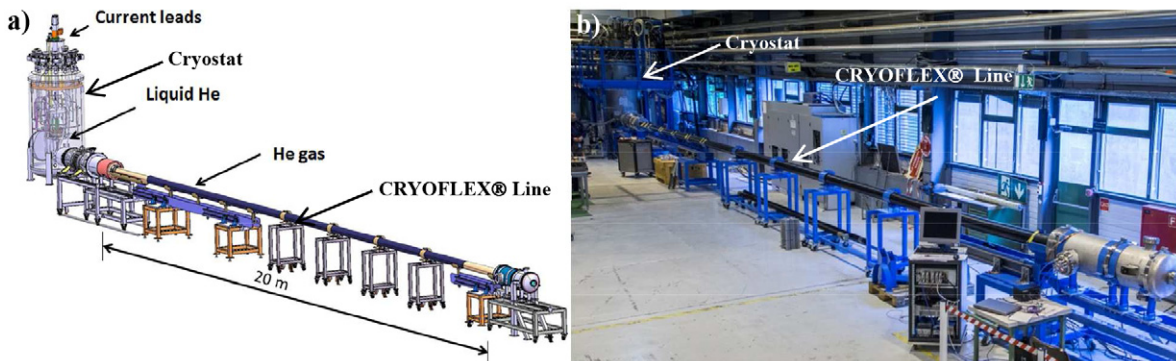 a)
Current leads
Cryostat
Liquid He
He gas
CRYOFLEX® Line
20 m
b)
Cryostat
CRYOFLEX® Line